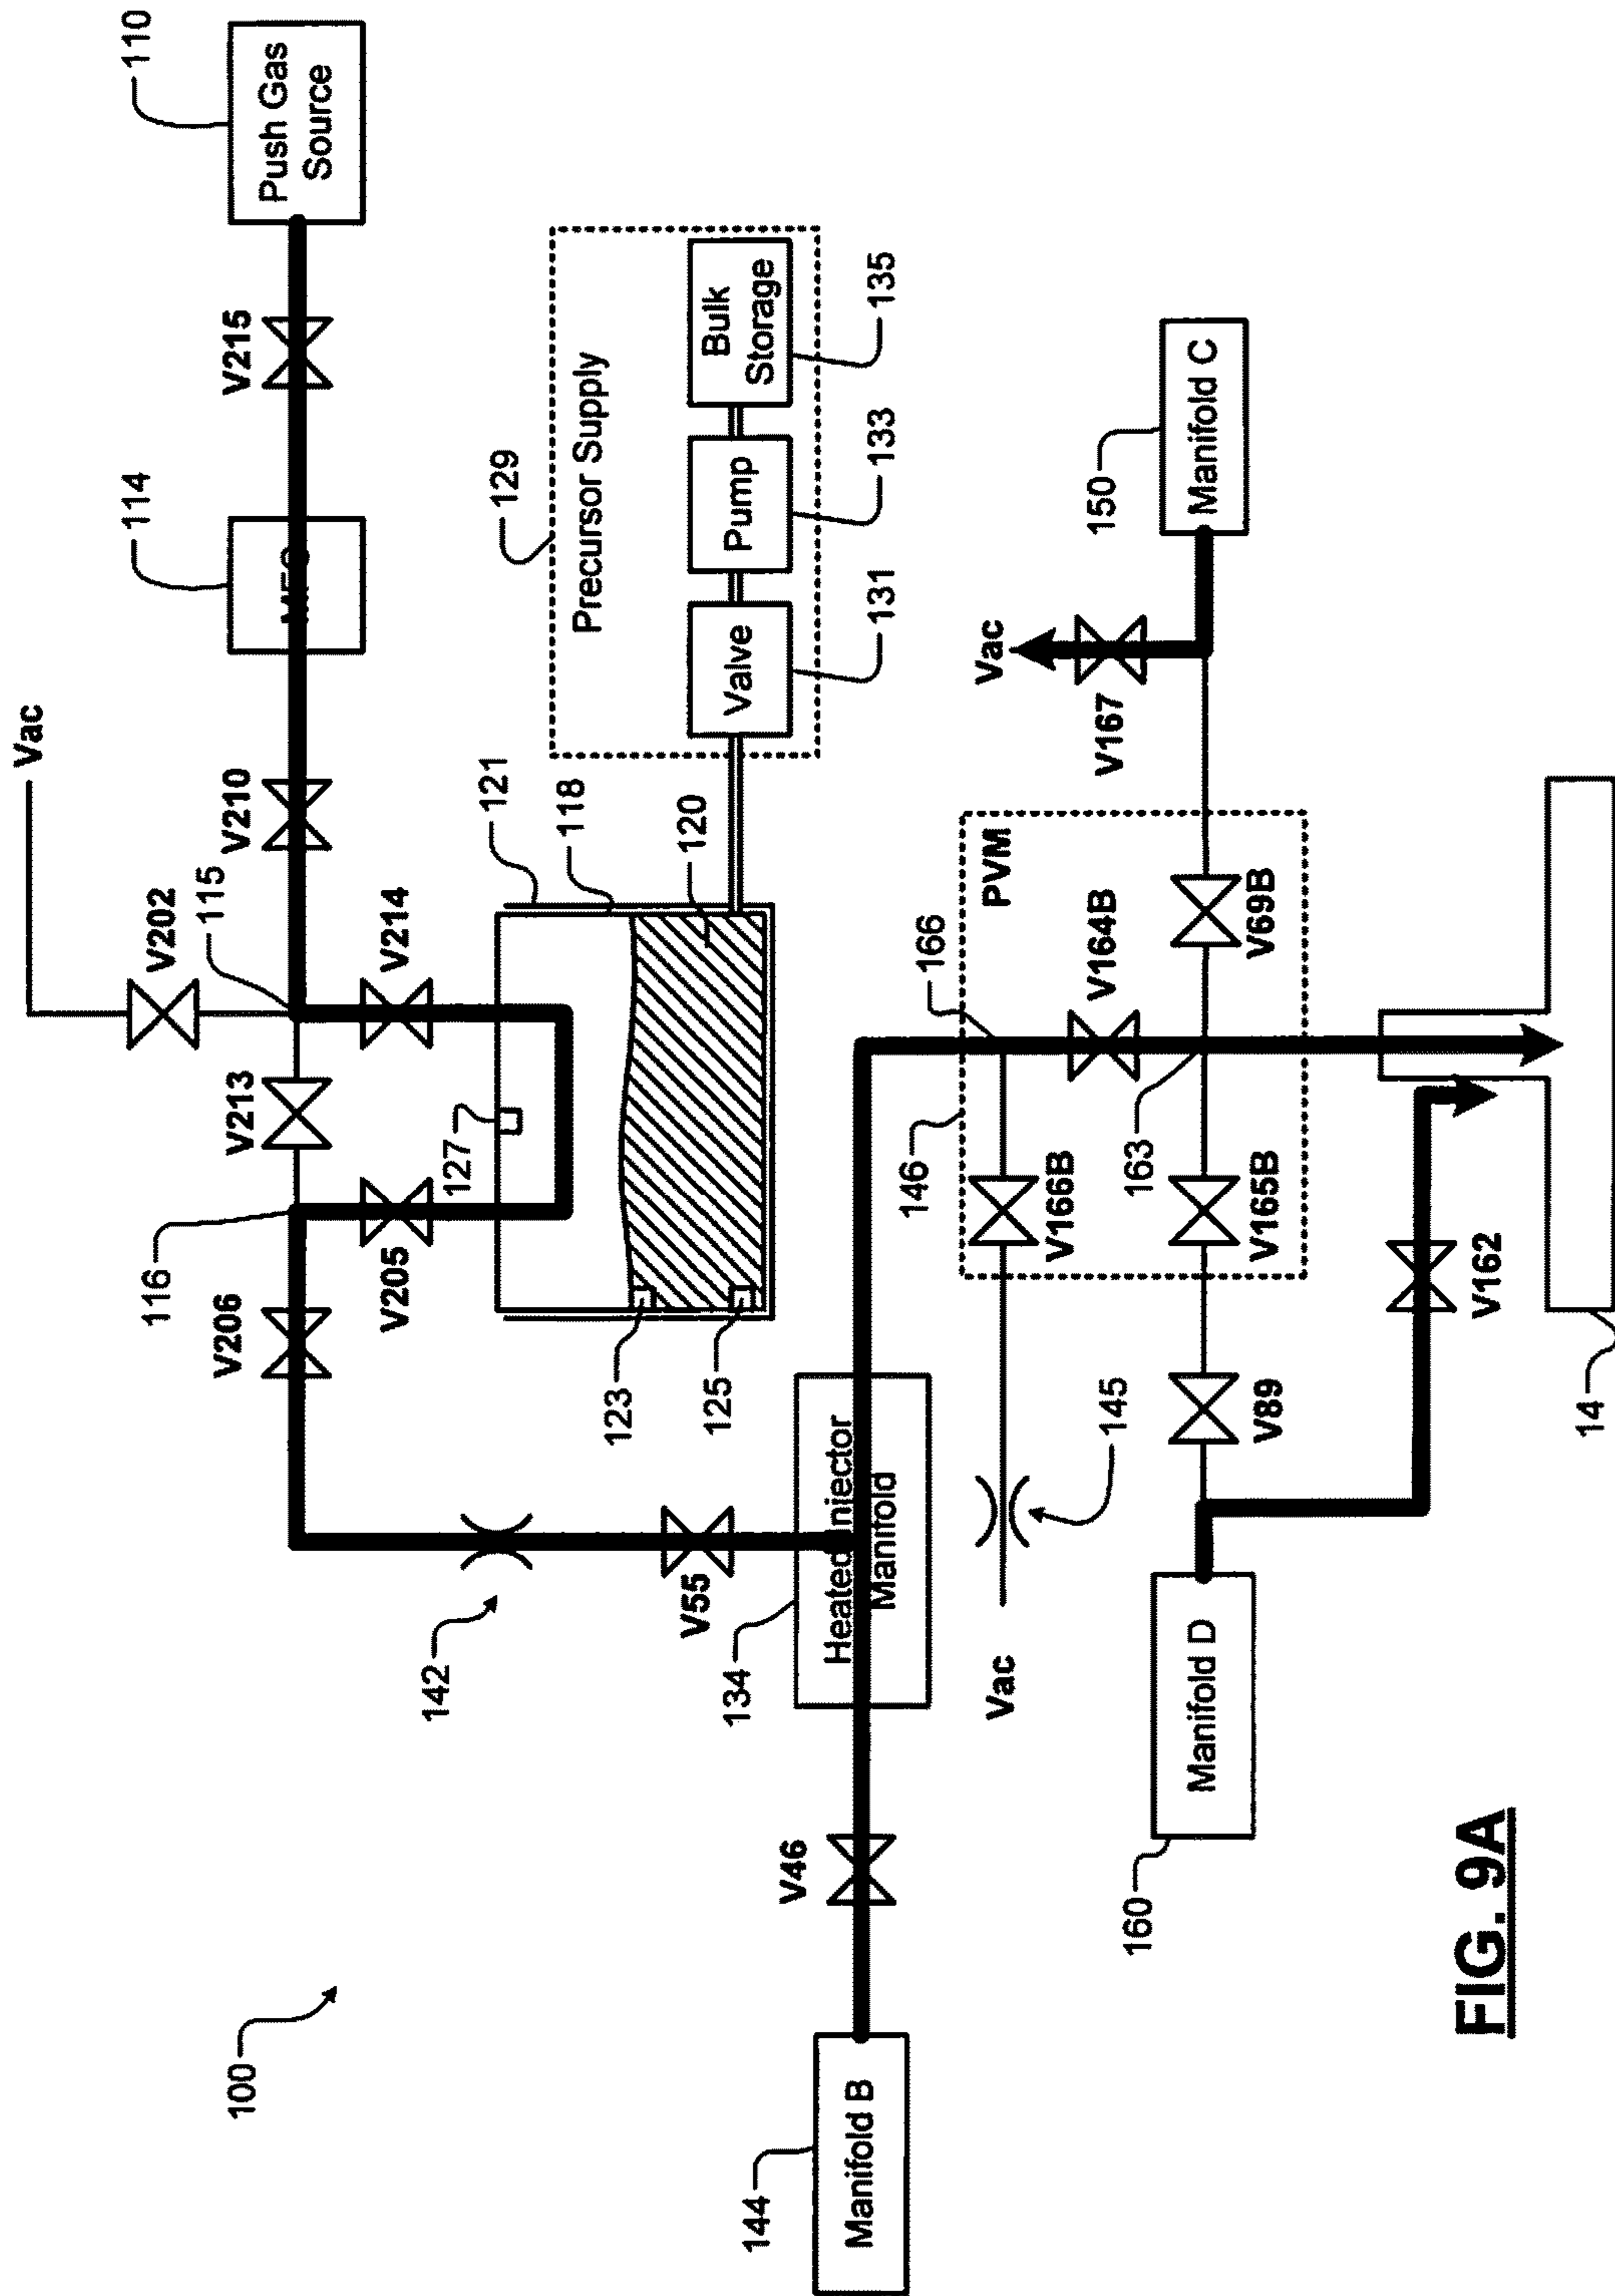 Vac
110
114
V202
115
116
100
V206
V213
V210
V215
Push Gas
Source
MFC
V205
V214
127
142
123
125
121
118
120
129
Precursor Supply
Valve
Pump
Bulk
Storage
131
133
135
V55
134
Heated Injector
Manifold
V46
144
Manifold B
146
166
PVM
Vac
Vac
V166B
V164B
V167
150
145
163
160
Manifold D
Manifold C
V89
V165B
V69B
V162
14
FIG. 9A